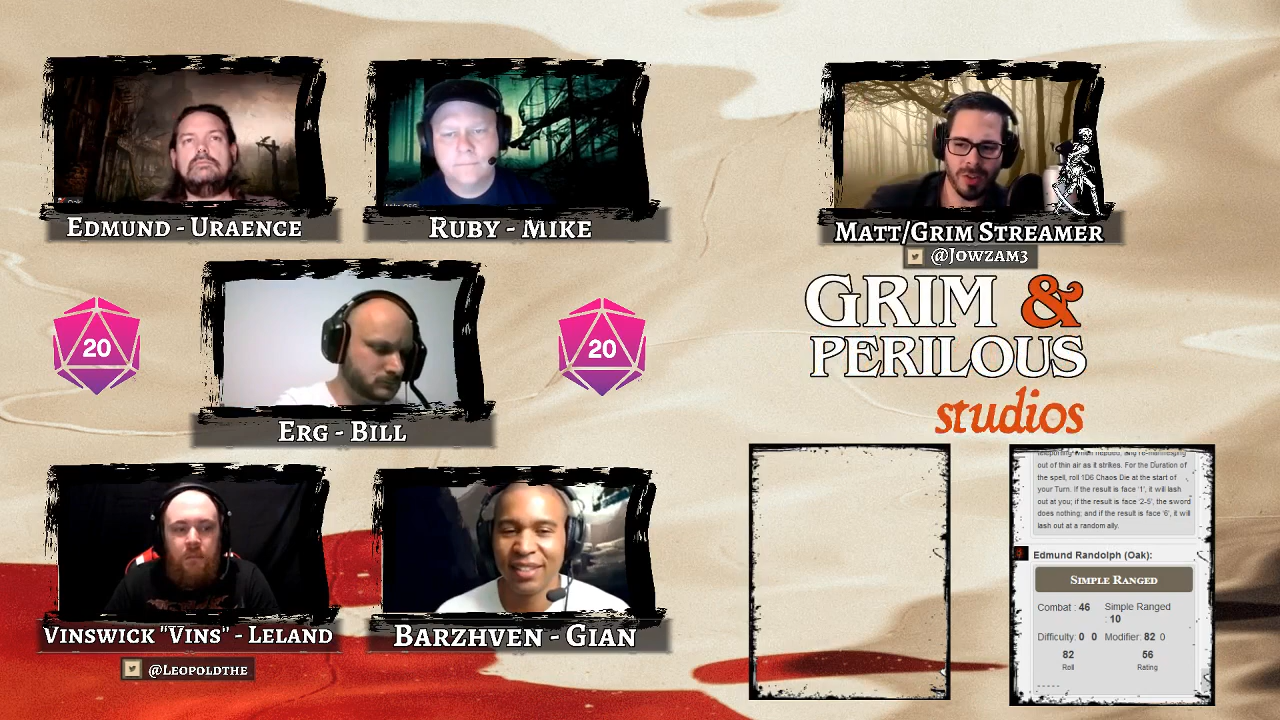 Edmund - Uraence
Ruby - Mike
Matt/Grim Streamer
@Jowzam3
20
Erg - Bill
20
GRIM &
PERILOUS
studios
Vinswick "Vins" - Leland
@Leopoldthe
Barzhven - Gian
out of thin air as it strikes. For the Duration of
the spell, roll 1D6 Chaos Die at the start of
your Turn. If the result is face '1', it will lash
out at you; if the result is face '2-5', the sword
does nothing; and if the result is face '6', it will
lash out at a random ally.
Edmund Randolph (Oak):
Simple Ranged
Combat : 46 Simple Ranged
: 10
Difficulty: 0 0 Modifier: 82 0
82 56
Roll Rating
- - - - -